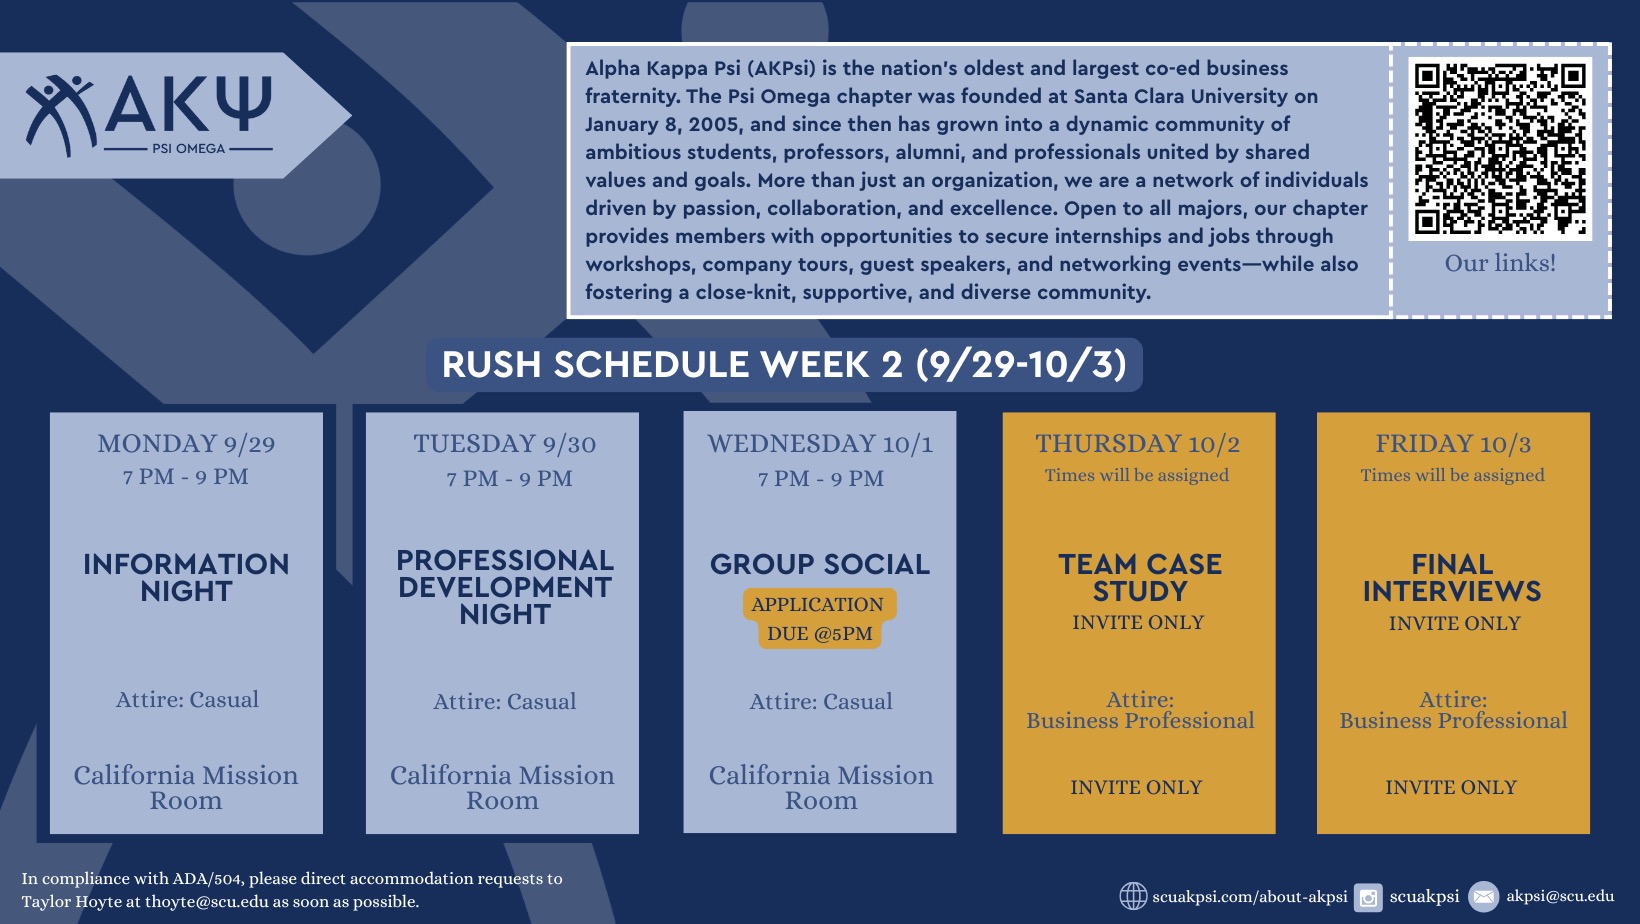 AKΨ
PSI OMEGA
Alpha Kappa Psi (AKPsi) is the nation's oldest and largest co-ed business
fraternity. The Psi Omega chapter was founded at Santa Clara University on
January 8, 2005, and since then has grown into a dynamic community of
ambitious students, professors, alumni, and professionals united by shared
values and goals. More than just an organization, we are a network of individuals
driven by passion, collaboration, and excellence. Open to all majors, our chapter
provides members with opportunities to secure internships and jobs through
workshops, company tours, guest speakers, and networking events—while also
fostering a close-knit, supportive, and diverse community.
Our links!
RUSH SCHEDULE WEEK 2 (9/29-10/3)
MONDAY 9/29
7 PM - 9 PM
INFORMATION
NIGHT
Attire: Casual
California Mission
Room
TUESDAY 9/30
7 PM - 9 PM
PROFESSIONAL
DEVELOPMENT
NIGHT
Attire: Casual
California Mission
Room
WEDNESDAY 10/1
7 PM - 9 PM
GROUP SOCIAL
APPLICATION
DUE @5PM
Attire: Casual
California Mission
Room
THURSDAY 10/2
Times will be assigned
TEAM CASE
STUDY
INVITE ONLY
Attire:
Business Professional
INVITE ONLY
FRIDAY 10/3
Times will be assigned
FINAL
INTERVIEWS
INVITE ONLY
Attire:
Business Professional
INVITE ONLY
In compliance with ADA/504, please direct accommodation requests to
Taylor Hoyte at thoyte@scu.edu as soon as possible.
scuakpsi.com/about-akpsi
scuakpsi
akpsi@scu.edu